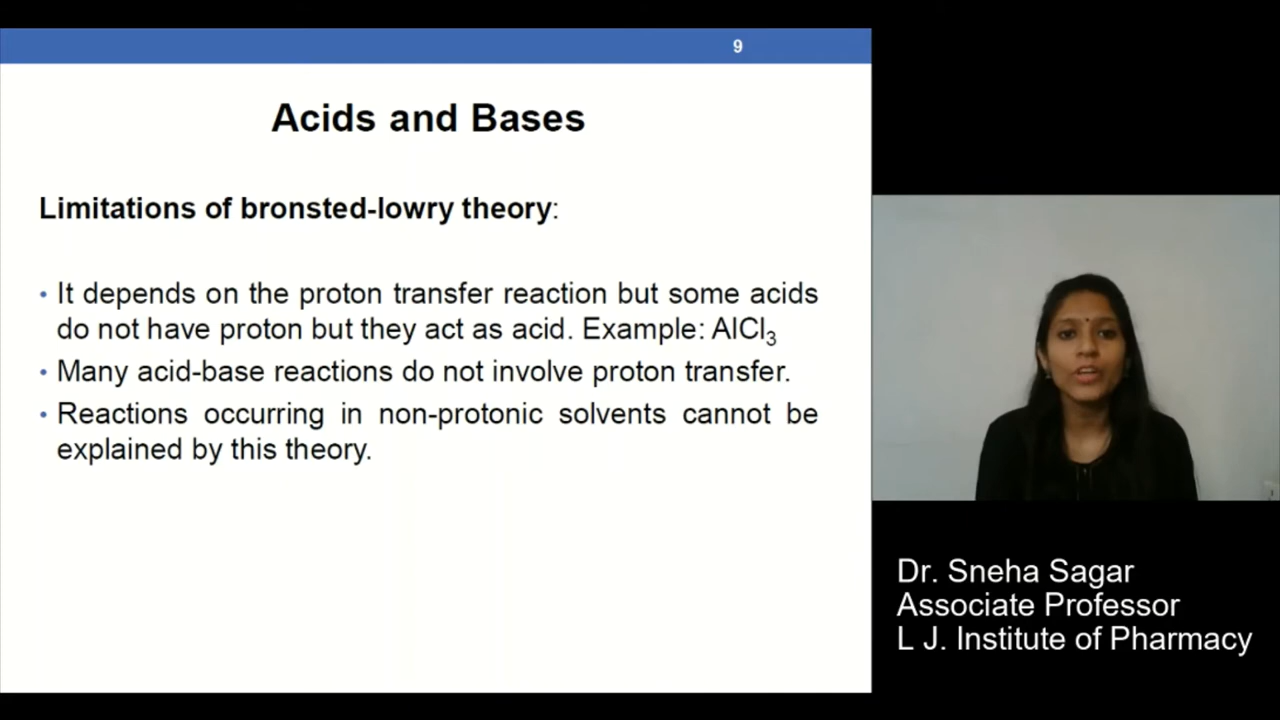 9
Acids and Bases
Limitations of bronsted-lowry theory:
• It depends on the proton transfer reaction but some acids
do not have proton but they act as acid. Example: AlCl₃
• Many acid-base reactions do not involve proton transfer.
• Reactions occurring in non-protonic solvents cannot be
explained by this theory.
Dr. Sneha Sagar
Associate Professor
L J. Institute of Pharmacy